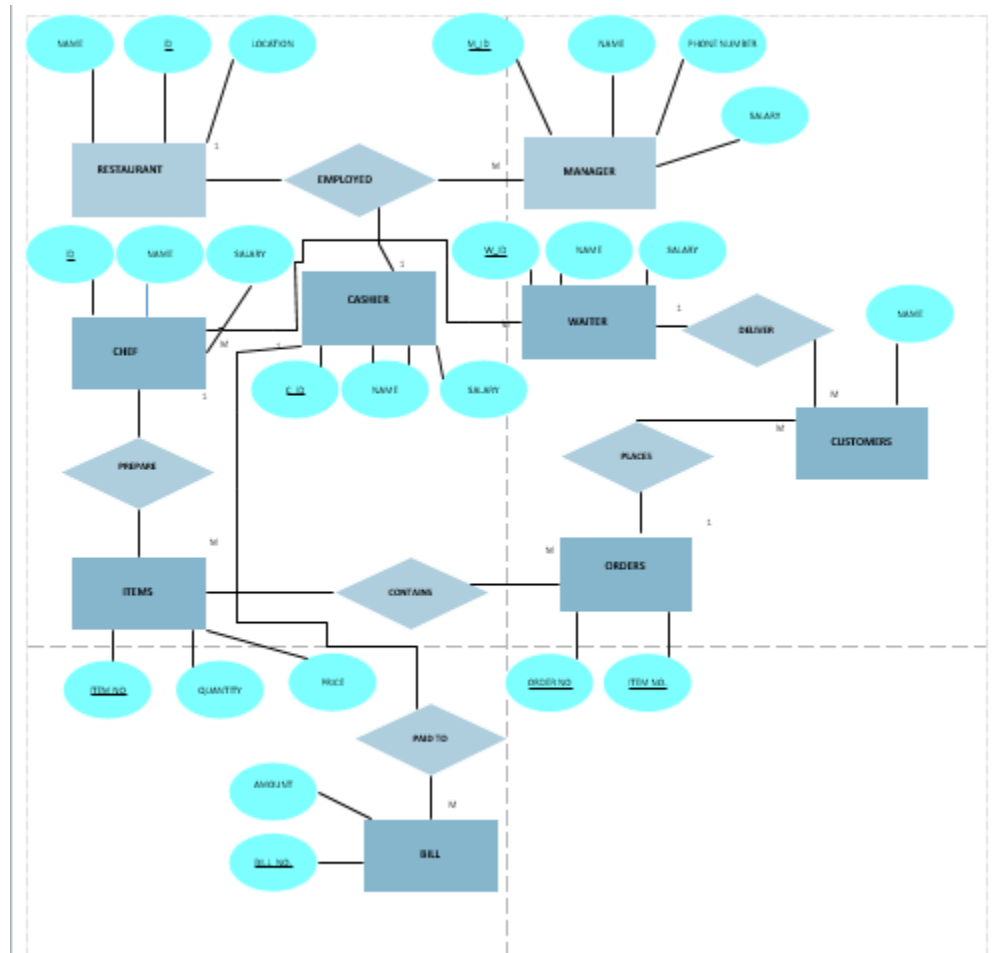 NAME
ID
LOCATION
M_ID
NAME
PHONE NUMBER
SALARY
1
RESTAURANT
EMPLOYED
M
MANAGER
ID
NAME
SALARY
1
W_ID
NAME
SALARY
CASHIER
M
WAITER
1
DELIVER
NAME
CHEF
M
1
1
C_ID
NAME
SALARY
M
M
CUSTOMERS
PREPARE
PLACES
1
M
M
ITEMS
CONTAINS
ORDERS
ITEM NO
QUANTITY
PRICE
ORDER NO
ITEM NO.
PAID TO
AMOUNT
M
BILL NO.
BILL